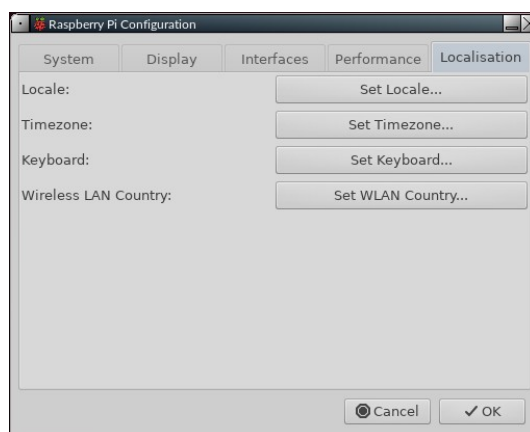 Raspberry Pi Configuration
System Display Interfaces Performance Localisation
Locale: Set Locale...
Timezone: Set Timezone...
Keyboard: Set Keyboard...
Wireless LAN Country: Set WLAN Country...
Cancel OK